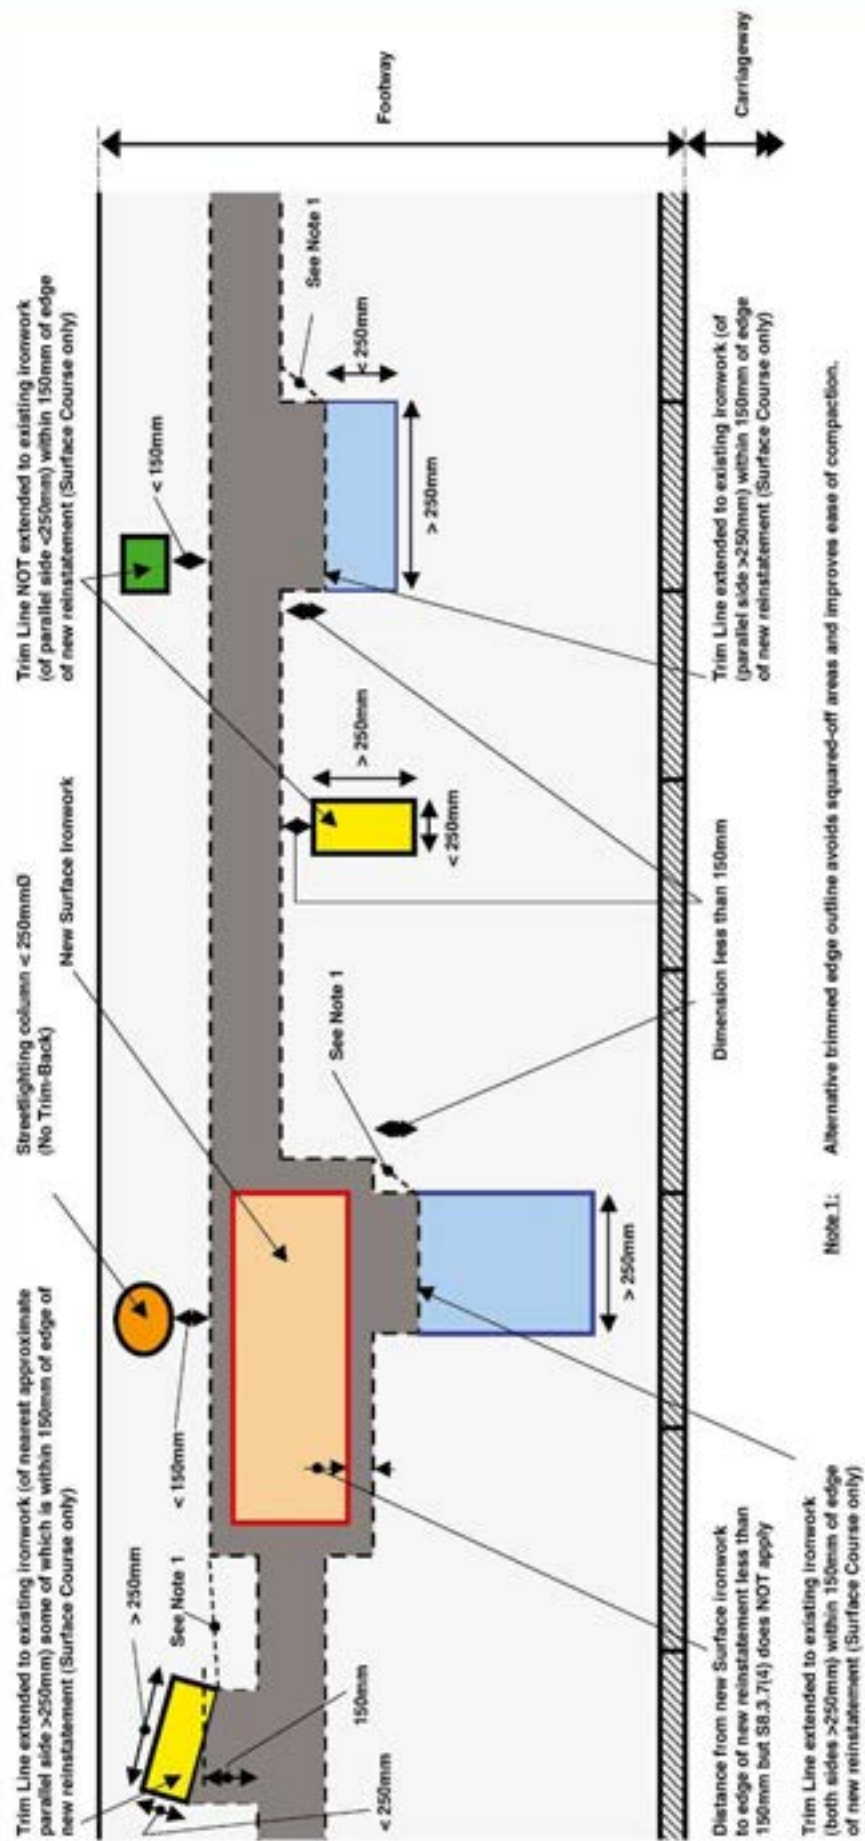 Trim Line extended to existing ironwork (of nearest approximate
parallel side >250mm) some of which is within 150mm of edge of
new reinstatement (Surface Course only)
Streetlighting column < 250mmØ
(No Trim-Back)
New Surface Ironwork
Trim Line NOT extended to existing ironwork
(of parallel side <250mm) within 150mm of edge
of new reinstatement (Surface Course only)
> 250mm
See Note 1
< 150mm
< 150mm
See Note 1
Footway
Carriageway
150mm
< 250mm
See Note 1
> 250mm
< 250mm
< 250mm
> 250mm
> 250mm
Distance from new Surface ironwork
to edge of new reinstatement less than
150mm but S8.3.7(4) does NOT apply
Dimension less than 150mm
Trim Line extended to existing ironwork (of
(parallel side >250mm) within 150mm of edge
of new reinstatement (Surface Course only)
Trim Line extended to existing ironwork
(both sides >250mm) within 150mm of edge
of new reinstatement (Surface Course only)
Note 1: Alternative trimmed edge outline avoids squared-off areas and improves ease of compaction.